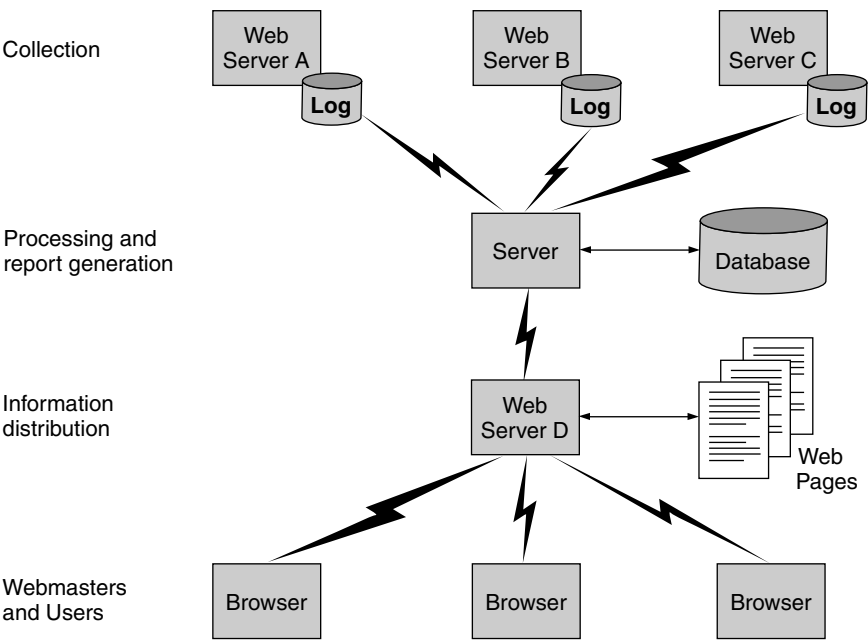 Collection
Web
Server A
Log
Web
Server B
Log
Web
Server C
Log
Processing and
report generation
Server
Database
Information
distribution
Web
Server D
Web
Pages
Webmasters
and Users
Browser
Browser
Browser